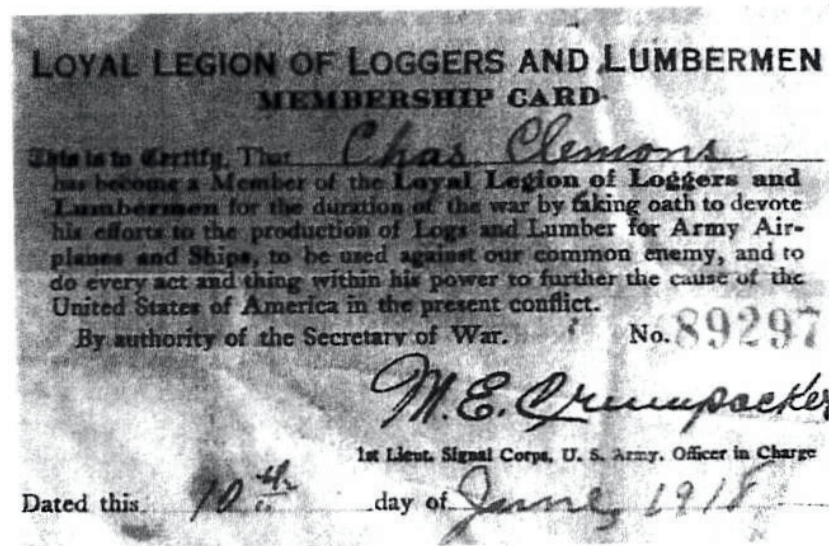 LOYAL LEGION OF LOGGERS AND LUMBERMEN
MEMBERSHIP CARD
This is to Certify, That Chas. Clemons
has become a Member of the Loyal Legion of Loggers and
Lumbermen for the duration of the war by taking oath to devote
his efforts to the production of Logs and Lumber for Army Air-
planes and Ships, to be used against our common enemy, and to
do every act and thing within his power to further the cause of the
United States of America in the present conflict.
By authority of the Secretary of War. No. 89297
M. E. Crumpacker
1st Lieut. Signal Corps, U. S. Army. Officer in Charge
Dated this 10th day of June, 1918